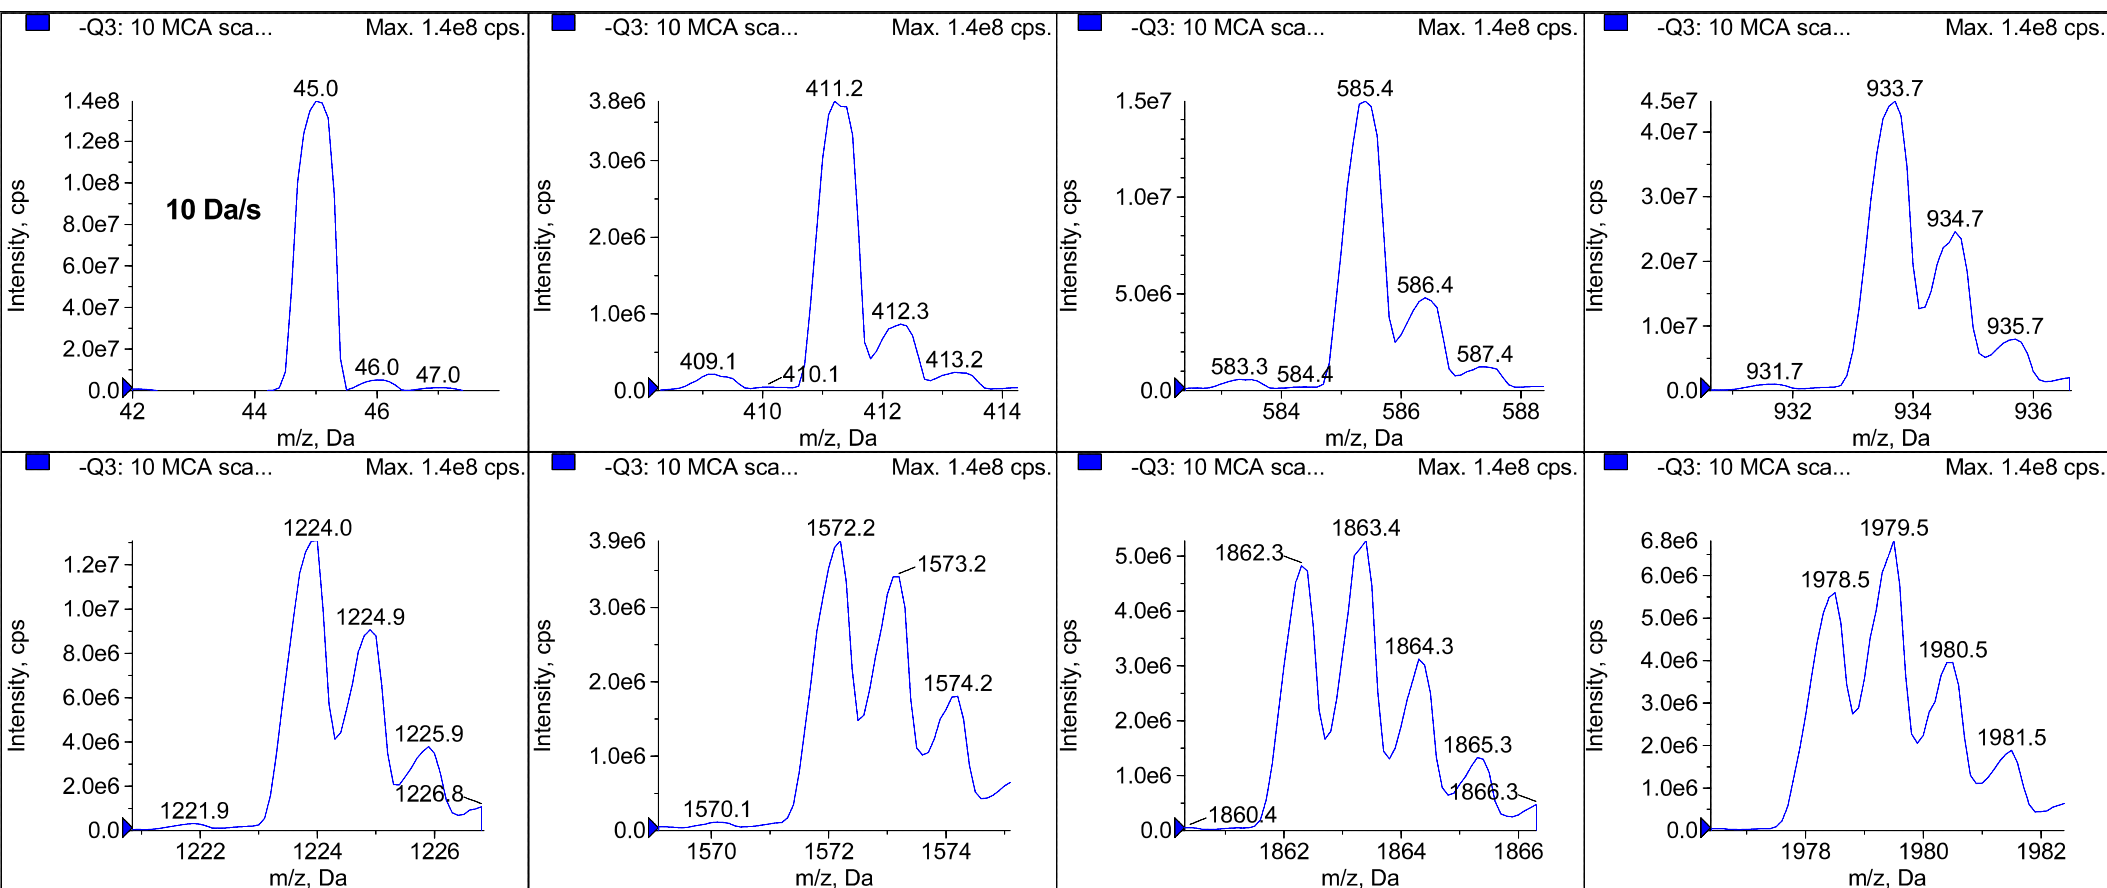 -Q3: 10 MCA sca... Max. 1.4e8 cps.
45.0
1.4e8
1.2e8
1.0e8
10 Da/s
8.0e7
6.0e7
4.0e7
2.0e7
46.0 47.0
0.0
42 44 46
m/z, Da
Intensity, cps
-Q3: 10 MCA sca... Max. 1.4e8 cps.
411.2
3.8e6
3.0e6
2.0e6
1.0e6
412.3
409.1 410.1 413.2
0.0
410 412 414
m/z, Da
Intensity, cps
-Q3: 10 MCA sca... Max. 1.4e8 cps.
585.4
1.5e7
1.0e7
5.0e6
586.4
583.3 584.4 587.4
0.0
584 586 588
m/z, Da
Intensity, cps
-Q3: 10 MCA sca... Max. 1.4e8 cps.
933.7
4.5e7
4.0e7
3.0e7
934.7
2.0e7
1.0e7
935.7
931.7
0.0
932 934 936
m/z, Da
Intensity, cps
-Q3: 10 MCA sca... Max. 1.4e8 cps.
1224.0
1.2e7
1.0e7
1224.9
8.0e6
6.0e6
4.0e6
1225.9
2.0e6
1226.8
1221.9
0.0
1222 1224 1226
m/z, Da
Intensity, cps
-Q3: 10 MCA sca... Max. 1.4e8 cps.
1572.2
3.9e6
1573.2
3.0e6
2.0e6
1574.2
1.0e6
1570.1
0.0
1570 1572 1574
m/z, Da
Intensity, cps
-Q3: 10 MCA sca... Max. 1.4e8 cps.
1863.4
1862.3
5.0e6
4.0e6
1864.3
3.0e6
2.0e6
1865.3
1.0e6
1866.3
1860.4
0.0
1862 1864 1866
m/z, Da
Intensity, cps
-Q3: 10 MCA sca... Max. 1.4e8 cps.
1979.5
6.8e6
1978.5
6.0e6
5.0e6
1980.5
4.0e6
3.0e6
2.0e6
1981.5
1.0e6
0.0
1978 1980 1982
m/z, Da
Intensity, cps